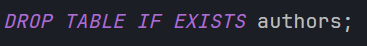 DROP TABLE IF EXISTS authors;